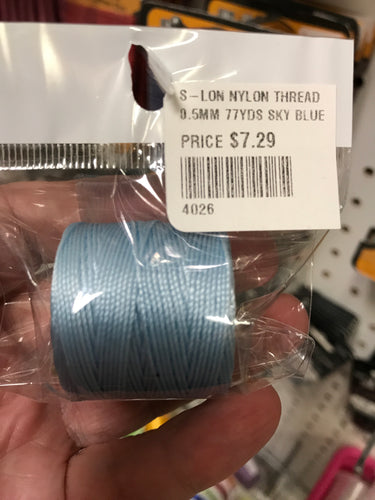 S-LON NYLON THREAD
0.5MM 77YDS SKY BLUE
PRICE $7.29
4026